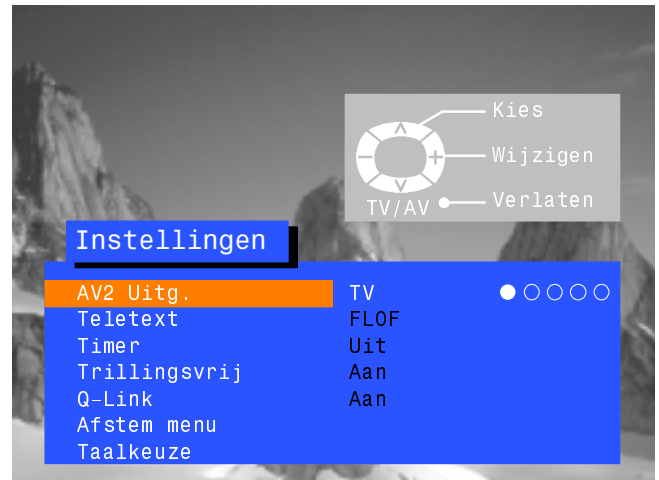 Kies
Wijzigen
TV/AV Verlaten
Instellingen
AV2 Uitg. TV
Teletext FLOF
Timer Uit
Trillingsvrij Aan
Q-Link Aan
Afstem menu
Taalkeuze